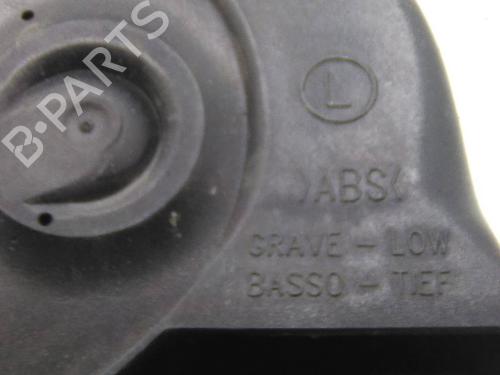 B-PARTS
L
>ABS<
GRAVE - LOW
BASSO - TIEF